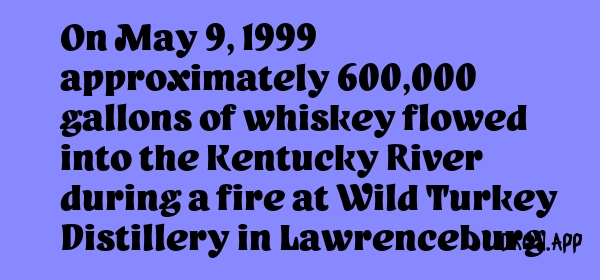 On May 9, 1999
approximately 600,000
gallons of whiskey flowed
into the Kentucky River
during a fire at Wild Turkey
Distillery in Lawrenceburg